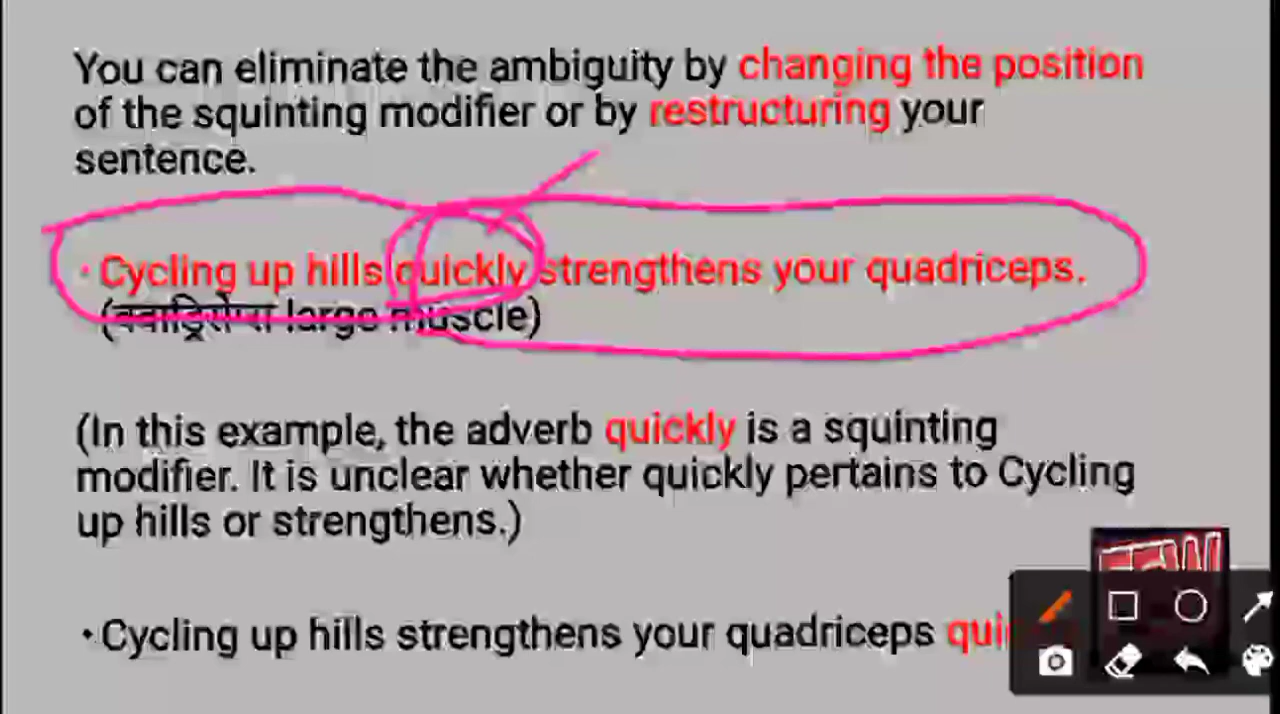 You can eliminate the ambiguity by changing the position
of the squinting modifier or by restructuring your
sentence.
· Cycling up hills quickly strengthens your quadriceps.
(क्वाड्रिसेप्स large muscle)
(In this example, the adverb quickly is a squinting
modifier. It is unclear whether quickly pertains to Cycling
up hills or strengthens.)
· Cycling up hills strengthens your quadriceps